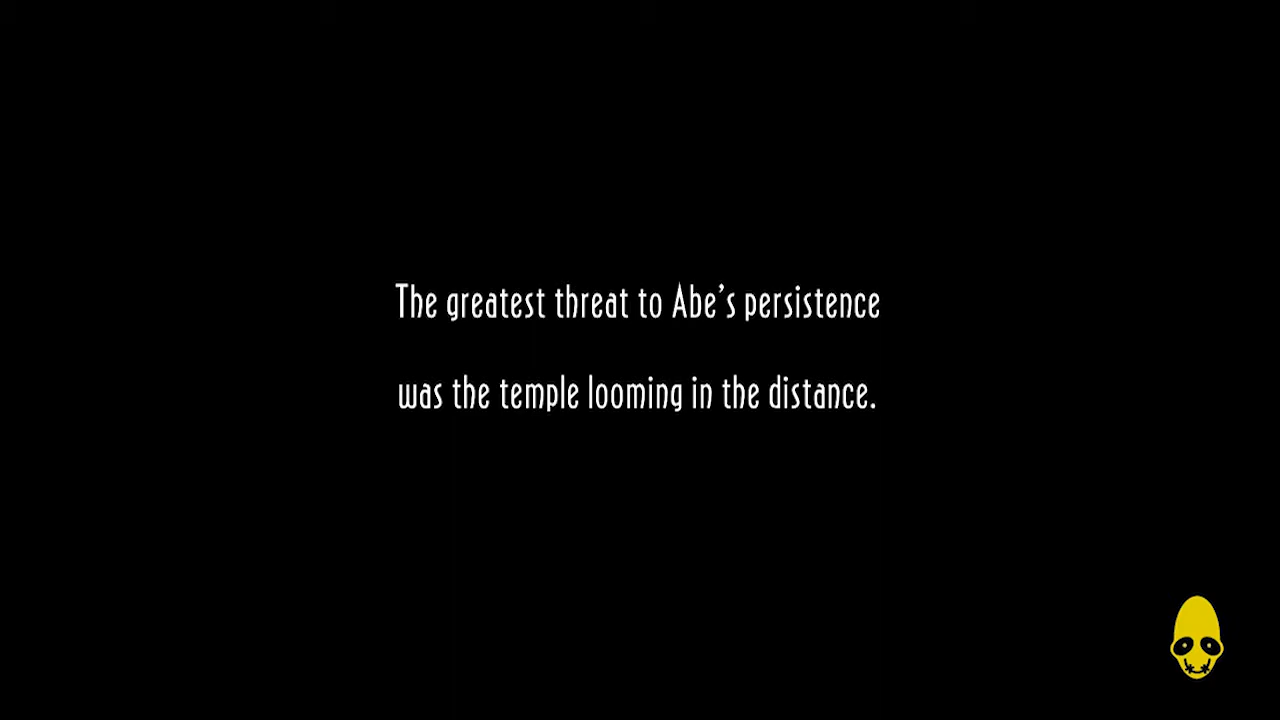 The greatest threat to Abe’s persistence
was the temple looming in the distance.